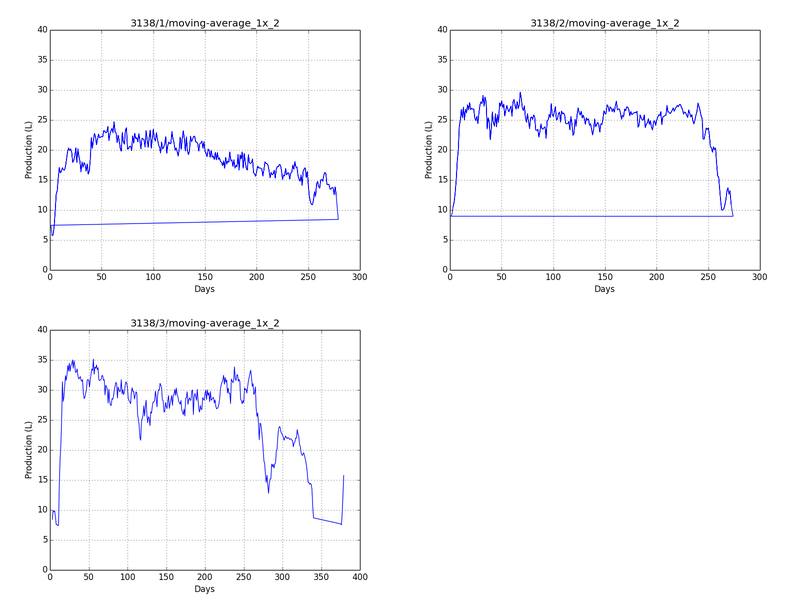 3138/1/moving-average_1x_2
40
35
30
25
20
15
10
5
0
Production (L)
0 50 100 150 200 250 300
Days
3138/2/moving-average_1x_2
40
35
30
25
20
15
10
5
0
Production (L)
0 50 100 150 200 250 300
Days
3138/3/moving-average_1x_2
40
35
30
25
20
15
10
5
0
Production (L)
0 50 100 150 200 250 300 350 400
Days